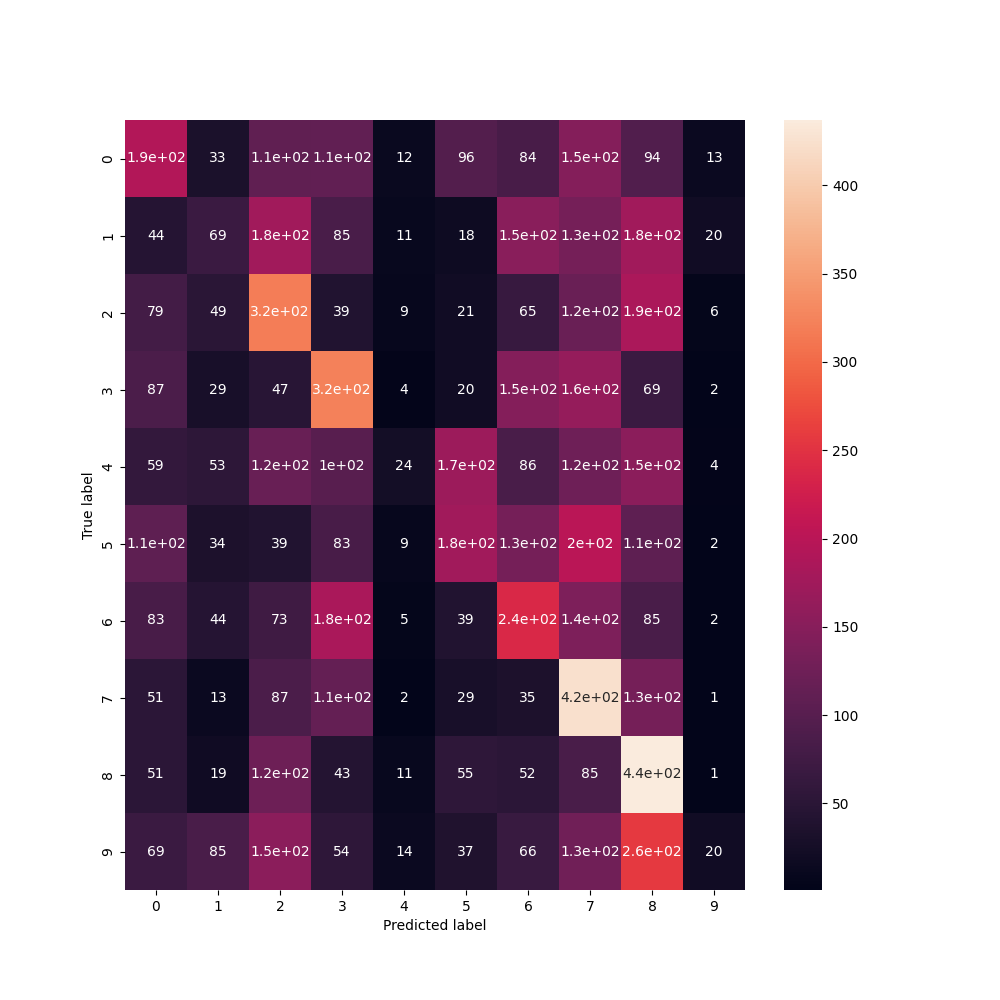 0 1.9e+02 33 1.1e+02 1.1e+02 12 96 84 1.5e+02 94 13
1 44 69 1.8e+02 85 11 18 1.5e+02 1.3e+02 1.8e+02 20
2 79 49 3.2e+02 39 9 21 65 1.2e+02 1.9e+02 6
3 87 29 47 3.2e+02 4 20 1.5e+02 1.6e+02 69 2
4 59 53 1.2e+02 1e+02 24 1.7e+02 86 1.2e+02 1.5e+02 4
5 1.1e+02 34 39 83 9 1.8e+02 1.3e+02 2e+02 1.1e+02 2
6 83 44 73 1.8e+02 5 39 2.4e+02 1.4e+02 85 2
7 51 13 87 1.1e+02 2 29 35 4.2e+02 1.3e+02 1
8 51 19 1.2e+02 43 11 55 52 85 4.4e+02 1
9 69 85 1.5e+02 54 14 37 66 1.3e+02 2.6e+02 20
0 1 2 3 4 5 6 7 8 9
Predicted label
True label
400
350
300
250
200
150
100
50